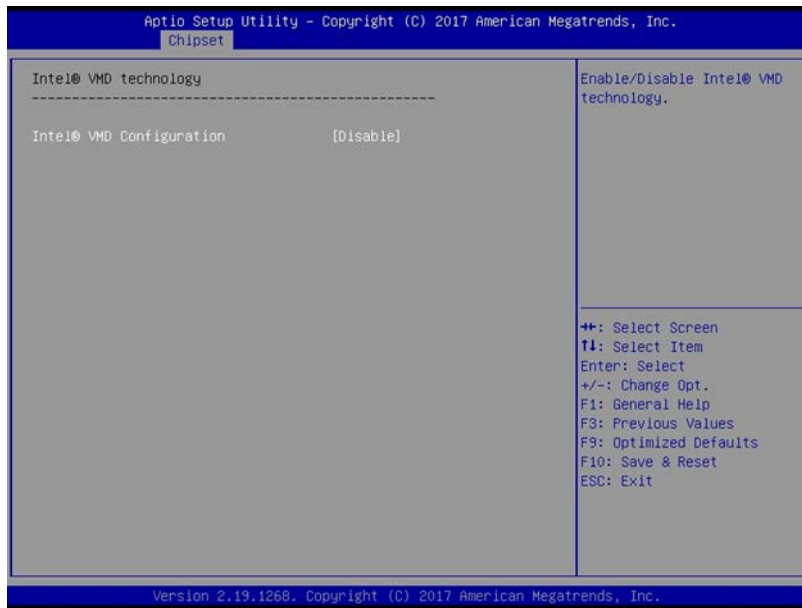 Aptio Setup Utility – Copyright (C) 2017 American Megatrends, Inc.
Chipset
Intel® VMD technology
--------------------------------------------------
Intel® VMD Configuration [Disable]
Enable/Disable Intel® VMD
technology.
→←: Select Screen
↑↓: Select Item
Enter: Select
+/-: Change Opt.
F1: General Help
F3: Previous Values
F9: Optimized Defaults
F10: Save & Reset
ESC: Exit
Version 2.19.1268. Copyright (C) 2017 American Megatrends, Inc.